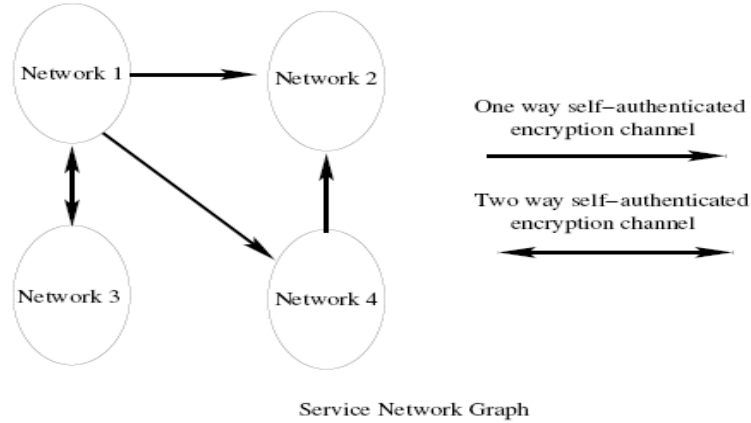 Network 1
Network 2
Network 3
Network 4
One way self-authenticated
encryption channel
Two way self-authenticated
encryption channel
Service Network Graph